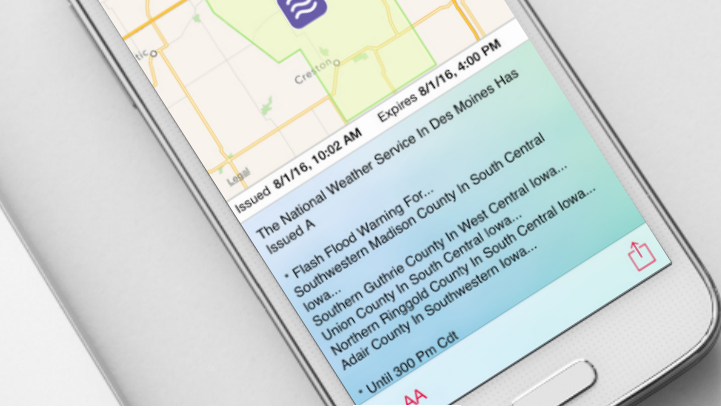 tic
Creston
Legal
Issued 8/1/16, 10:02 AM Expires 8/1/16, 4:00 PM
The National Weather Service In Des Moines Has
Issued A
* Flash Flood Warning For...
Southwestern Madison County In South Central
Iowa...
Southern Guthrie County In West Central Iowa...
Union County In South Central Iowa...
Northern Ringgold County In South Central Iowa...
Adair County In Southwestern Iowa...
* Until 300 Pm Cdt
AA